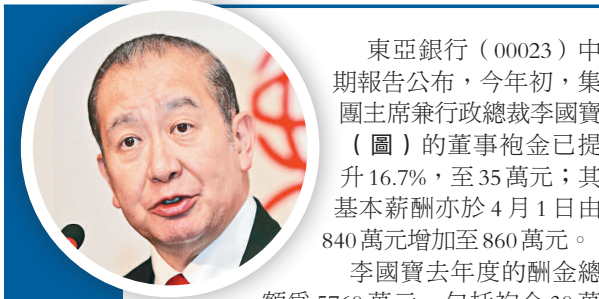 東亞銀行（00023）中
期報告公布，今年初，集
團主席兼行政總裁李國寶
（圖）的董事袍金已提
升16.7%，至35萬元；其
基本薪酬亦於4月1日由
840萬元增加至860萬元。
李國寶去年度的酬金總